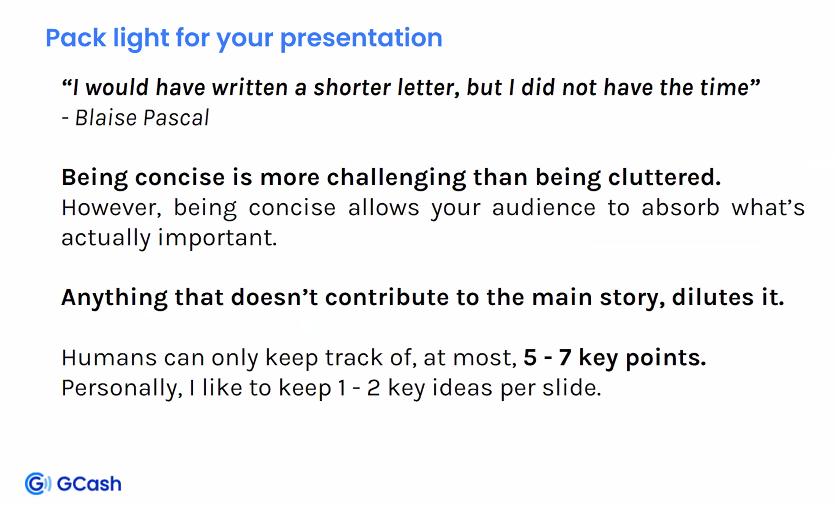 Pack light for your presentation
“I would have written a shorter letter, but I did not have the time”
- Blaise Pascal
Being concise is more challenging than being cluttered.
However, being concise allows your audience to absorb what’s
actually important.
Anything that doesn’t contribute to the main story, dilutes it.
Humans can only keep track of, at most, 5 - 7 key points.
Personally, I like to keep 1 - 2 key ideas per slide.
GCash